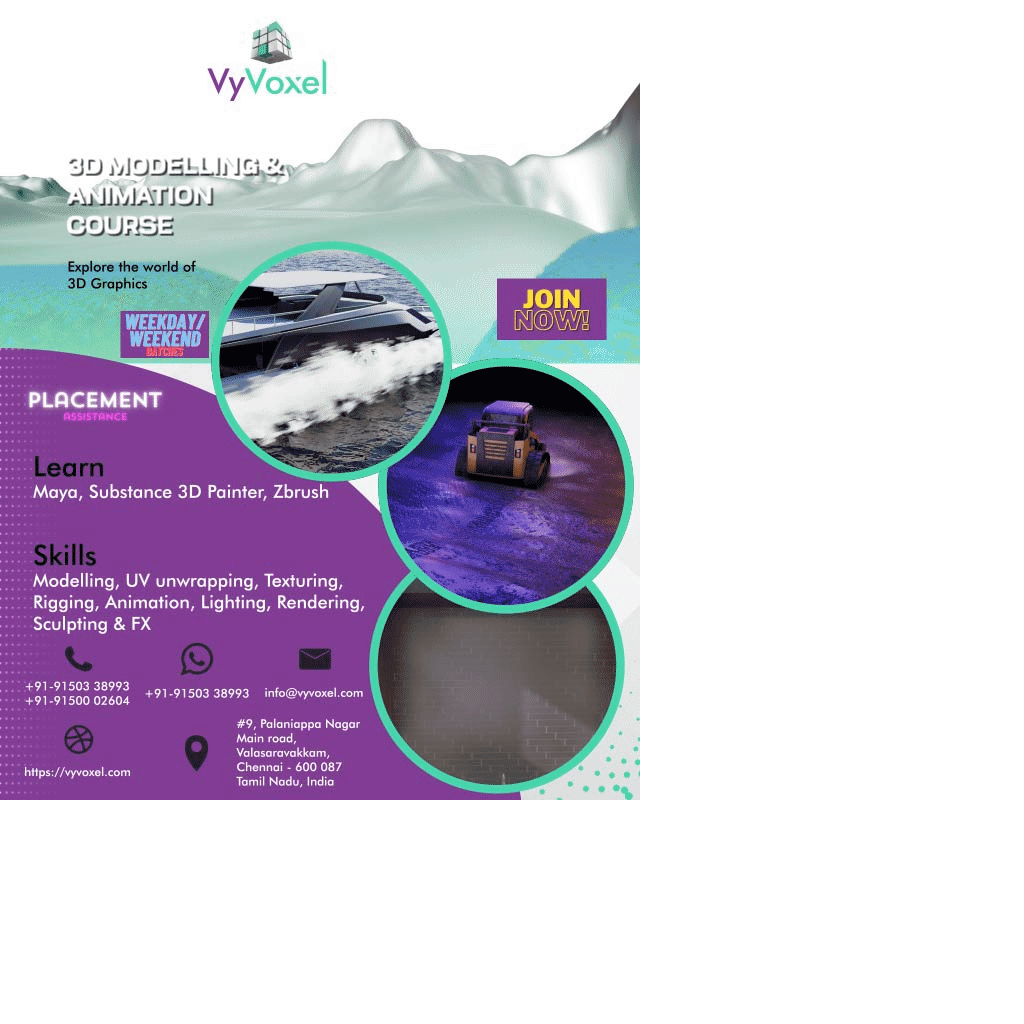 VyVoxel
3D MODELLING &
ANIMATION
COURSE
Explore the world of
3D Graphics
WEEKDAY/
WEEKEND
BATCHES
JOIN
NOW!
PLACEMENT
ASSISTANCE
Learn
Maya, Substance 3D Painter, Zbrush
Skills
Modelling, UV unwrapping, Texturing,
Rigging, Animation, Lighting, Rendering,
Sculpting & FX
+91-91503 38993
+91-91500 02604
+91-91503 38993
info@vyvoxel.com
https://vyvoxel.com
#9, Palaniappa Nagar
Main road,
Valasaravakkam,
Chennai - 600 087
Tamil Nadu, India